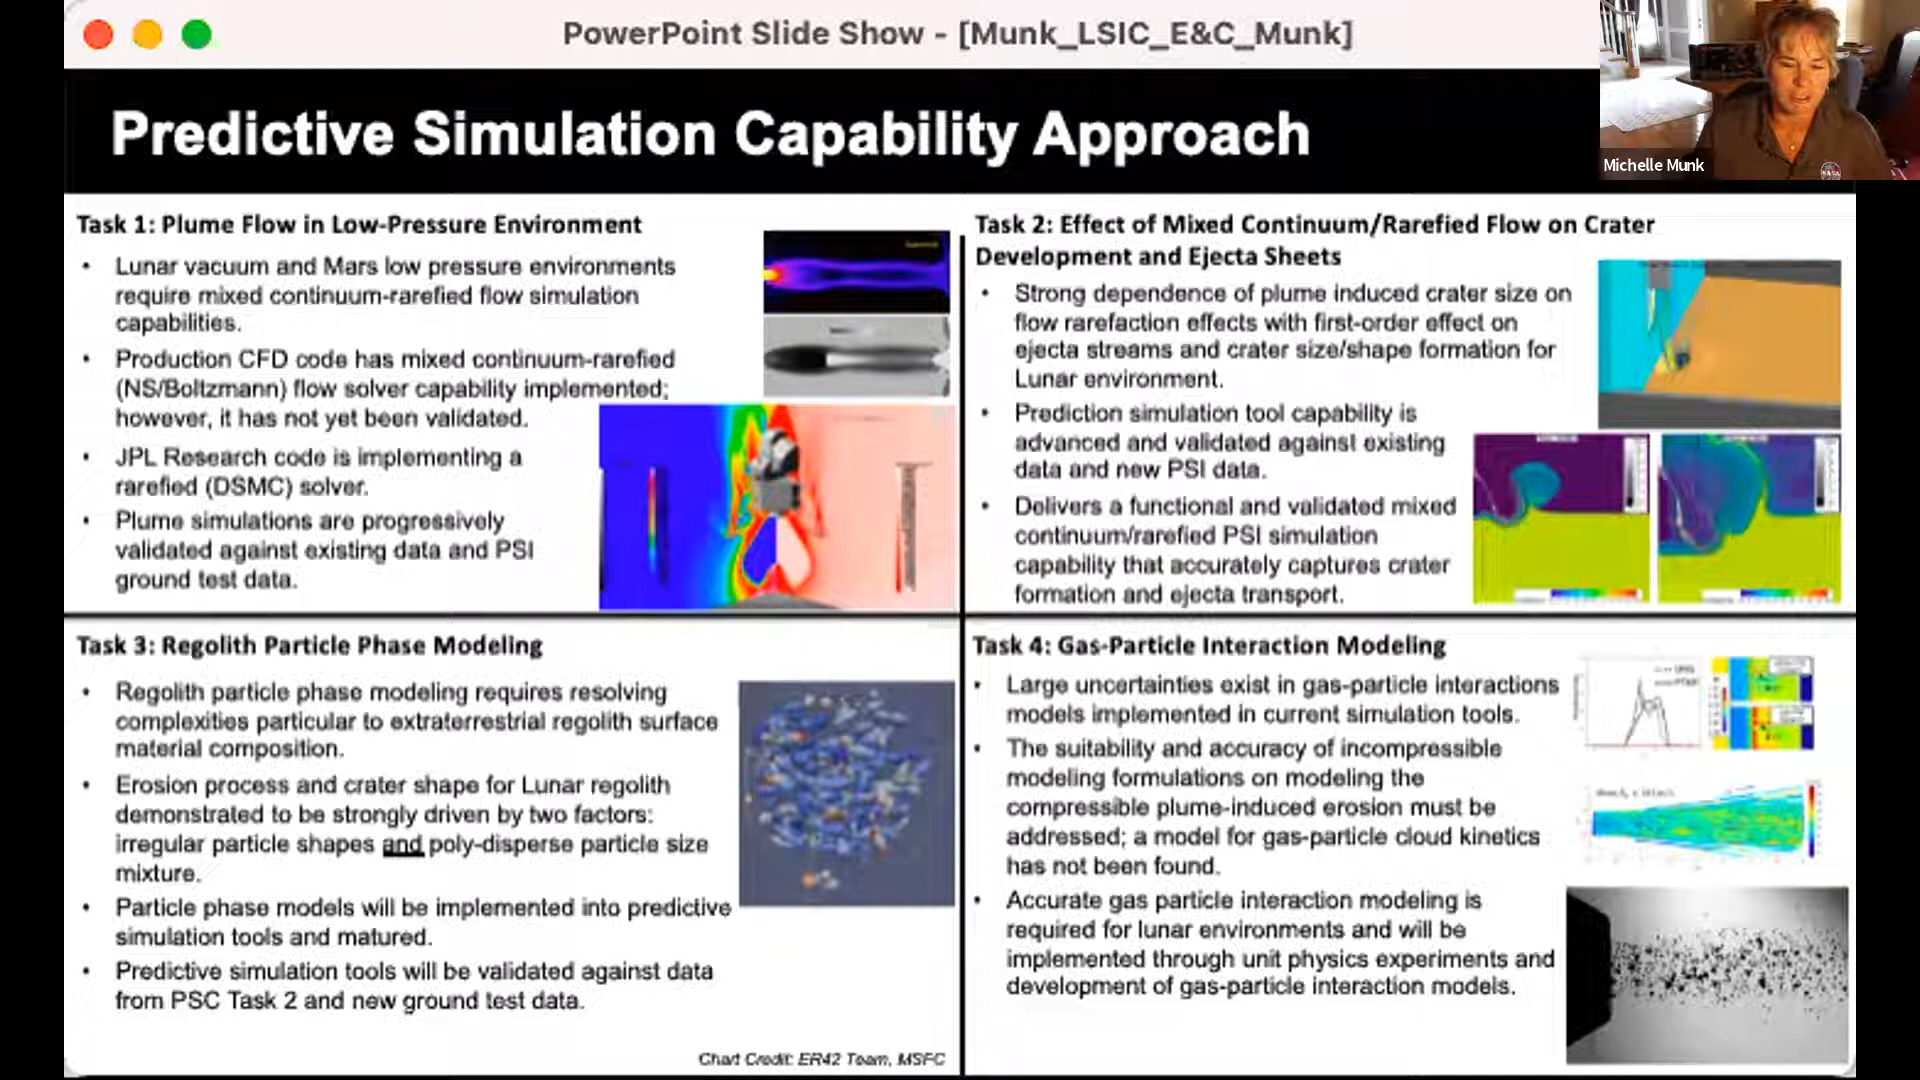 PowerPoint Slide Show - [Munk_LSIC_E&C_Munk]
Michelle Munk
NASA
Predictive Simulation Capability Approach
Task 1: Plume Flow in Low-Pressure Environment
• Lunar vacuum and Mars low pressure environments
require mixed continuum-rarefied flow simulation
capabilities.
• Production CFD code has mixed continuum-rarefied
(NS/Boltzmann) flow solver capability implemented;
however, it has not yet been validated.
• JPL Research code is implementing a
rarefied (DSMC) solver.
• Plume simulations are progressively
validated against existing data and PSI
ground test data.
Task 2: Effect of Mixed Continuum/Rarefied Flow on Crater
Development and Ejecta Sheets
• Strong dependence of plume induced crater size on
flow rarefaction effects with first-order effect on
ejecta streams and crater size/shape formation for
Lunar environment.
• Prediction simulation tool capability is
advanced and validated against existing
data and new PSI data.
• Delivers a functional and validated mixed
continuum/rarefied PSI simulation
capability that accurately captures crater
formation and ejecta transport.
Task 3: Regolith Particle Phase Modeling
• Regolith particle phase modeling requires resolving
complexities particular to extraterrestrial regolith surface
material composition.
• Erosion process and crater shape for Lunar regolith
demonstrated to be strongly driven by two factors:
irregular particle shapes and poly-disperse particle size
mixture.
• Particle phase models will be implemented into predictive
simulation tools and matured.
• Predictive simulation tools will be validated against data
from PSC Task 2 and new ground test data.
Chart Credit: ER42 Team, MSFC
Task 4: Gas-Particle Interaction Modeling
• Large uncertainties exist in gas-particle interactions
models implemented in current simulation tools.
• The suitability and accuracy of incompressible
modeling formulations on modeling the
compressible plume-induced erosion must be
addressed; a model for gas-particle cloud kinetics
has not been found.
• Accurate gas particle interaction modeling is
required for lunar environments and will be
implemented through unit physics experiments and
development of gas-particle interaction models.